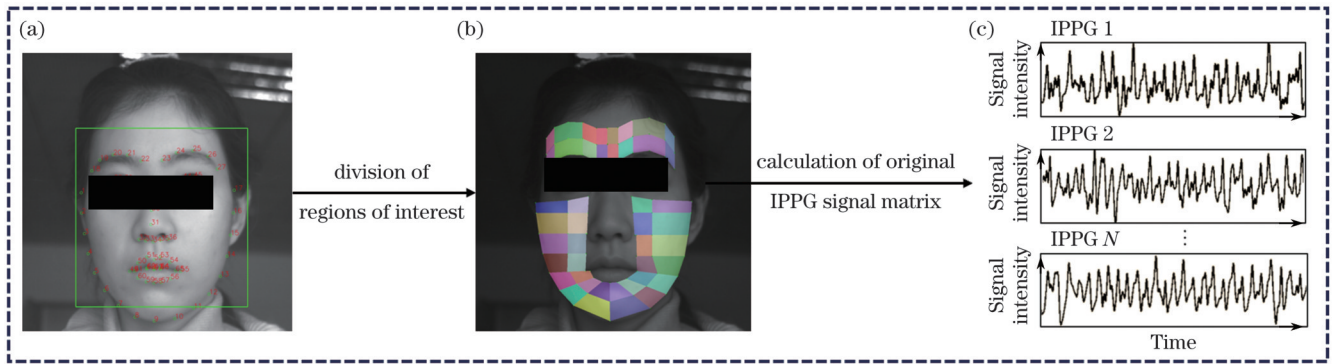 (a)
(b)
(c)
division of
regions of interest
calculation of original
IPPG signal matrix
IPPG 1
Signal
intensity
IPPG 2
Signal
intensity
⋮
IPPG N
Signal
intensity
Time